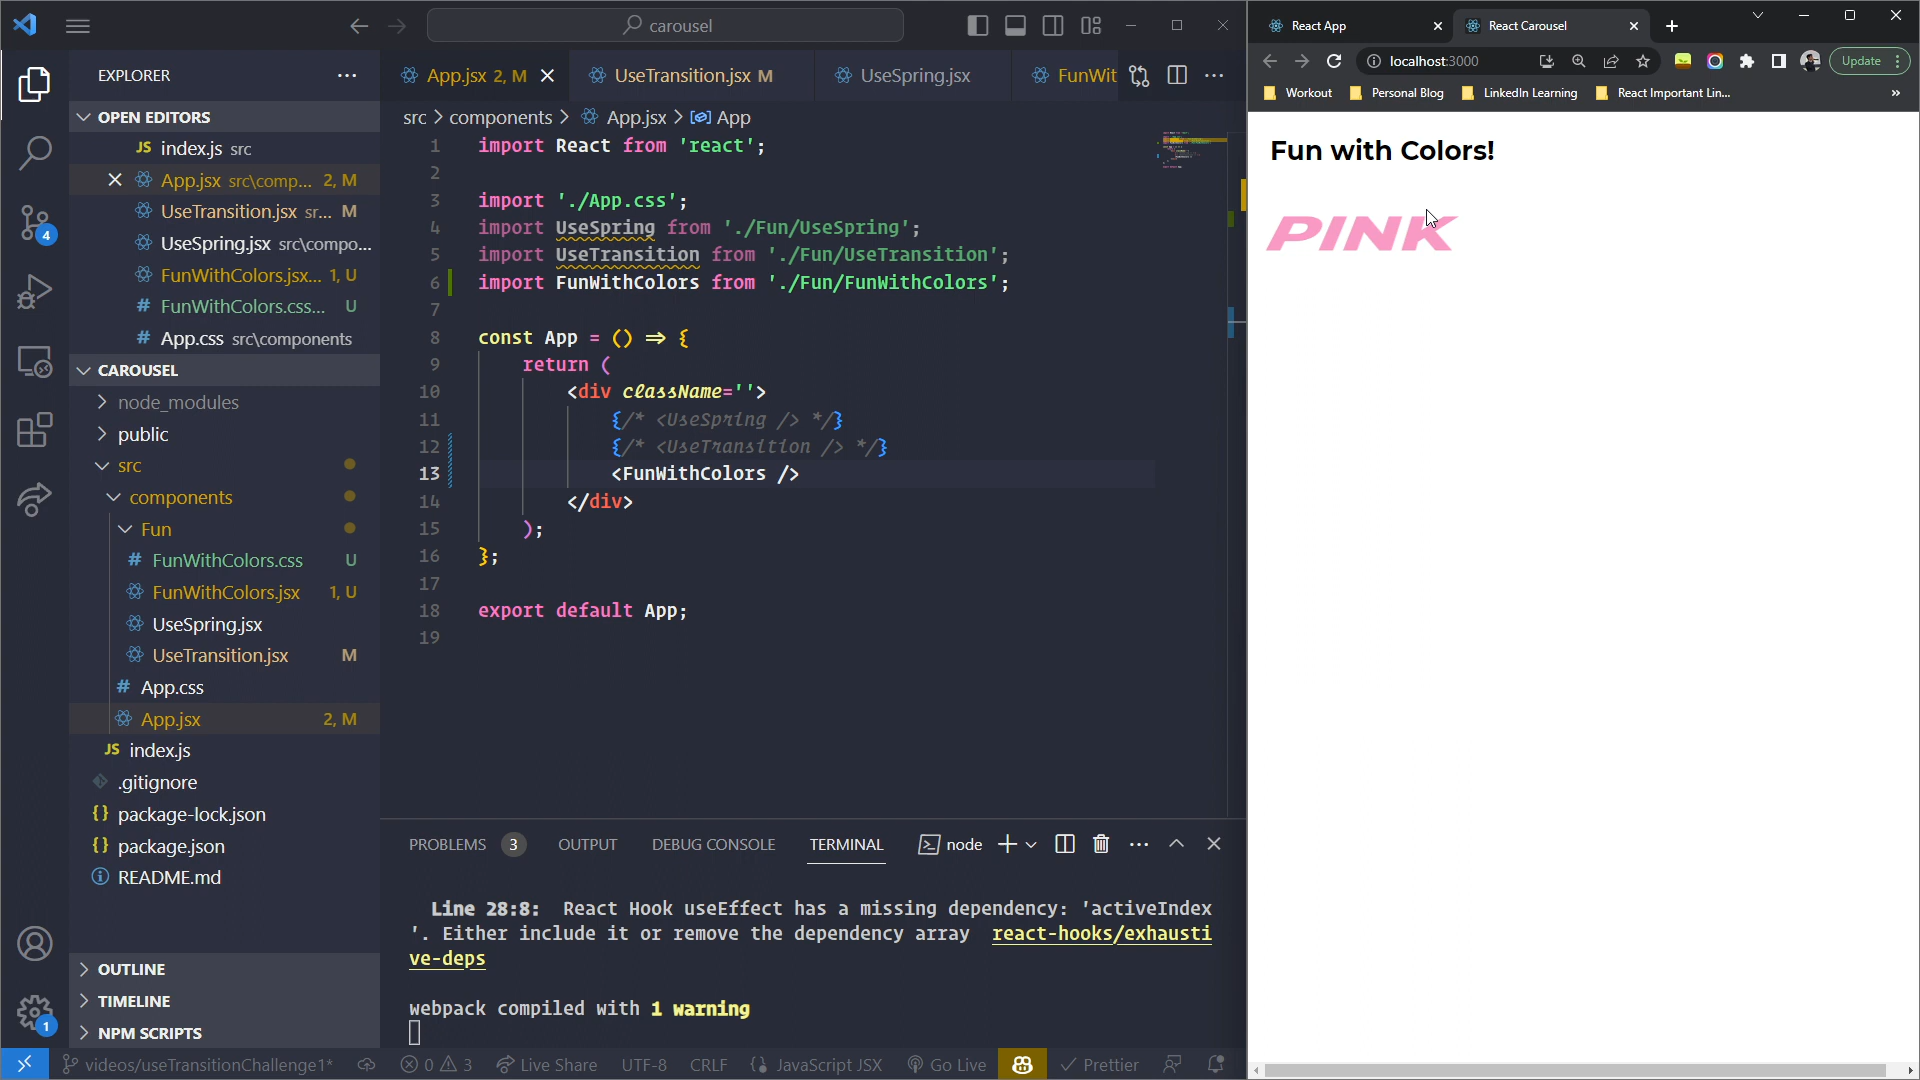 carousel
EXPLORER
OPEN EDITORS
JS index.js src
App.jsx src\comp... 2, M
UseTransition.jsx sr... M
UseSpring.jsx src\compo...
FunWithColors.jsx... 1, U
# FunWithColors.css... U
# App.css src\components
CAROUSEL
node_modules
public
src
components
Fun
# FunWithColors.css U
FunWithColors.jsx 1, U
UseSpring.jsx
UseTransition.jsx M
# App.css
App.jsx 2, M
JS index.js
.gitignore
{} package-lock.json
{} package.json
README.md
OUTLINE
TIMELINE
NPM SCRIPTS
4
1
App.jsx 2, M
UseTransition.jsx M
UseSpring.jsx
FunWit
src > components > App.jsx > App
1 import React from 'react';
2
3 import './App.css';
4 import UseSpring from './Fun/UseSpring';
5 import UseTransition from './Fun/UseTransition';
6 import FunWithColors from './Fun/FunWithColors';
7
8 const App = () => {
9 return (
10 <div className=''>
11 {/* <UseSpring /> */}
12 {/* <UseTransition /> */}
13 <FunWithColors />
14 </div>
15 );
16 };
17
18 export default App;
19
PROBLEMS 3
OUTPUT
DEBUG CONSOLE
TERMINAL
node
Line 28:8: React Hook useEffect has a missing dependency: 'activeIndex
'. Either include it or remove the dependency array react-hooks/exhausti
ve-deps
webpack compiled with 1 warning
videos/useTransitionChallenge1*
0 3
Live Share
UTF-8
CRLF
{} JavaScript JSX
Go Live
Prettier
React App
React Carousel
localhost:3000
Update
Workout
Personal Blog
LinkedIn Learning
React Important Lin...
»
Fun with Colors!
PINK